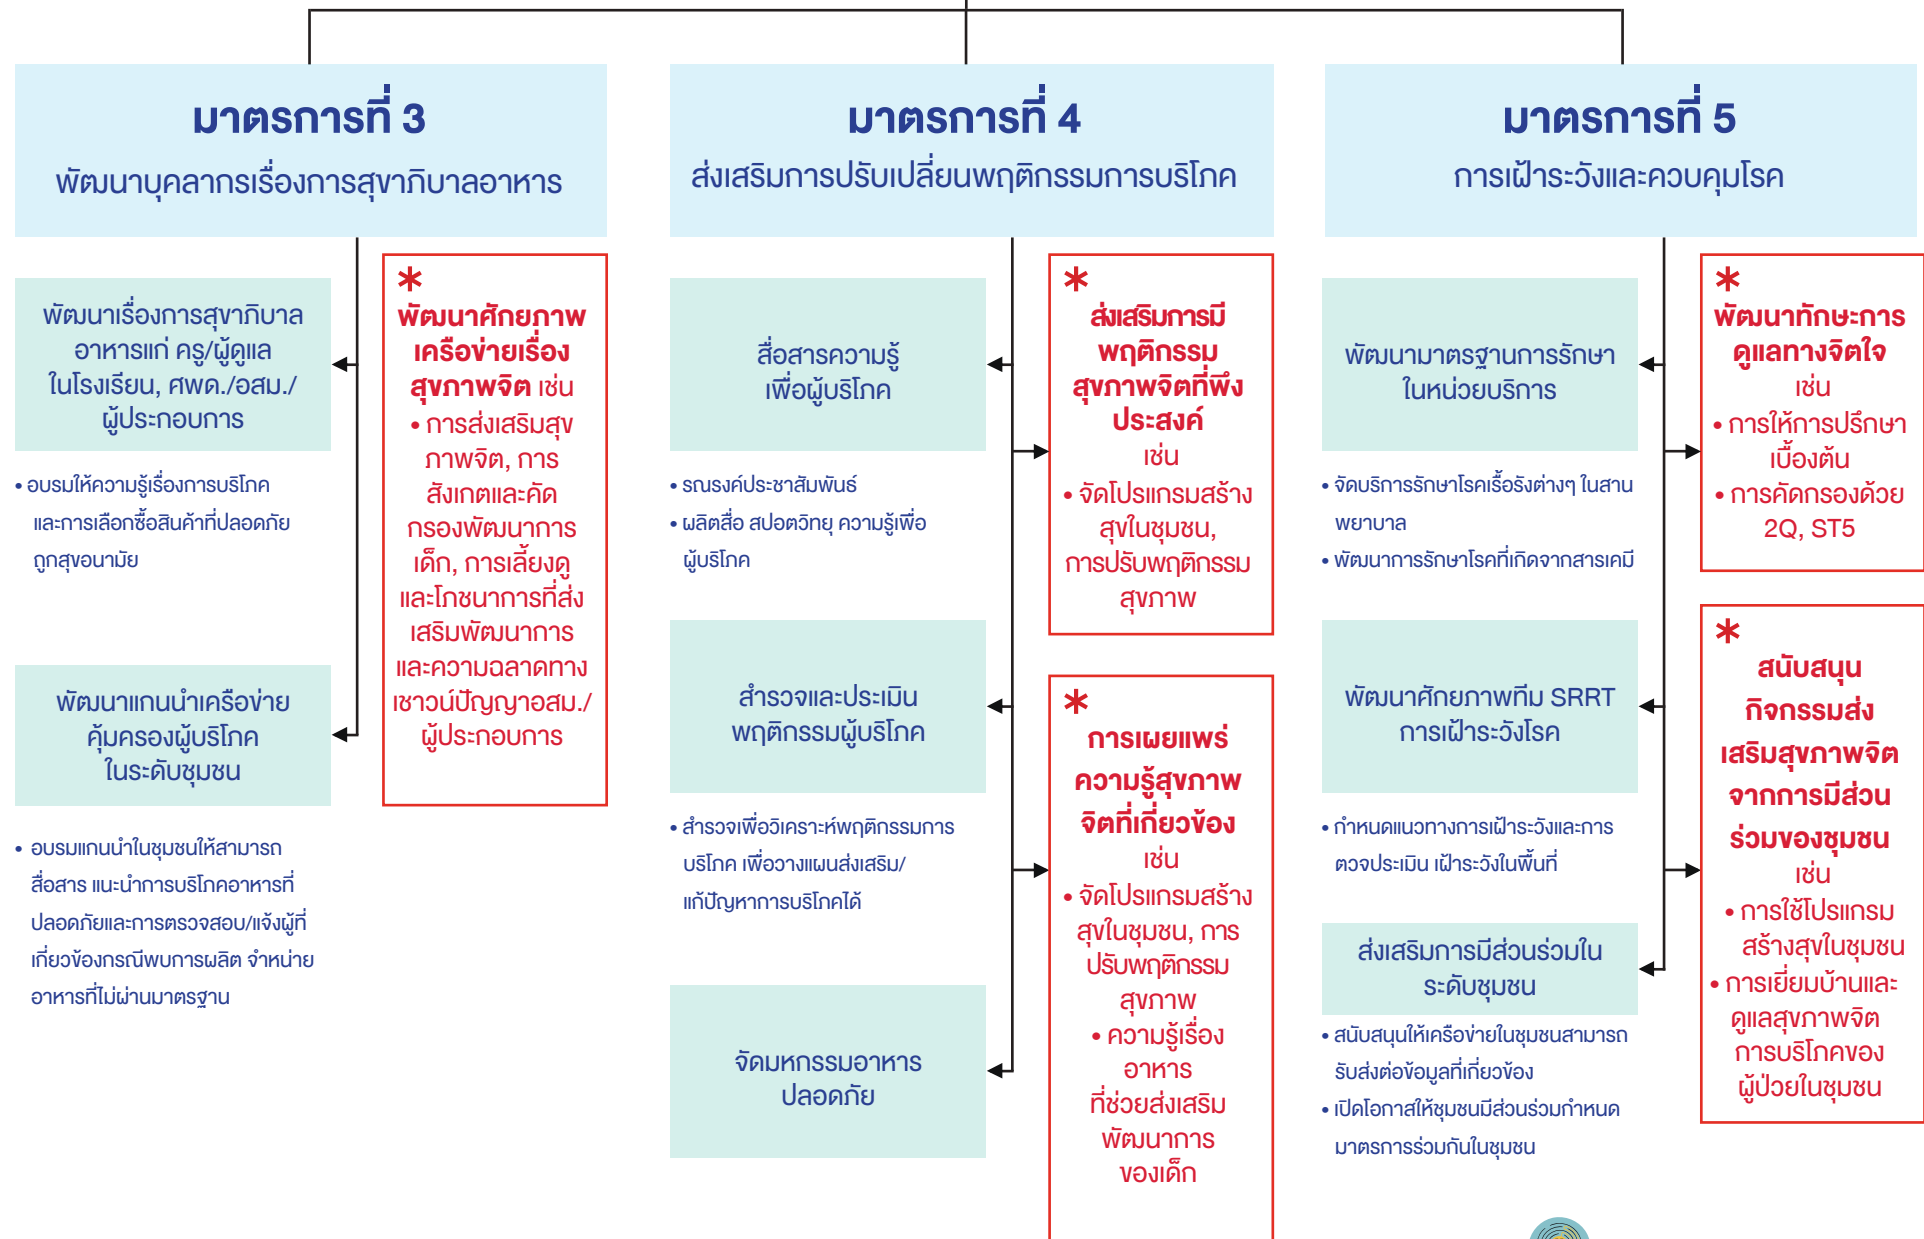 มาตรการที่ 3
พัฒนาบุคลากรเรื่องการสุขาภิบาลอาหาร
พัฒนาเรื่องการสุขาภิบาล
อาหารแก่ ครู/ผู้ดูแล
ในโรงเรียน, ศพด./อสม./
ผู้ประกอบการ
• อบรมให้ความรู้เรื่องการบริโภค
และการเลือกซื้อสินค้าที่ปลอดภัย
ถูกสุขอนามัย
พัฒนาแกนนำเครือข่าย
คุ้มครองผู้บริโภค
ในระดับชุมชน
• อบรมแกนนำในชุมชนให้สามารถ
สื่อสาร แนะนำการบริโภคอาหารที่
ปลอดภัยและการตรวจสอบ/แจ้งผู้ที่
เกี่ยวข้องกรณีพบการผลิต จำหน่าย
อาหารที่ไม่ผ่านมาตรฐาน
*
พัฒนาศักยภาพ
เครือข่ายเรื่อง
สุขภาพจิต เช่น
• การส่งเสริมสุข
ภาพจิต, การ
สังเกตและคัด
กรองพัฒนาการ
เด็ก, การเลี้ยงดู
และโภชนาการที่ส่ง
เสริมพัฒนาการ
และความฉลาดทาง
เชาวน์ปัญญาอสม./
ผู้ประกอบการ
มาตรการที่ 4
ส่งเสริมการปรับเปลี่ยนพฤติกรรมการบริโภค
สื่อสารความรู้
เพื่อผู้บริโภค
• รณรงค์ประชาสัมพันธ์
• ผลิตสื่อ สปอตวิทยุ ความรู้เพื่อ
ผู้บริโภค
สำรวจและประเมิน
พฤติกรรมผู้บริโภค
• สำรวจเพื่อวิเคราะห์พฤติกรรมการ
บริโภค เพื่อวางแผนส่งเสริม/
แก้ปัญหาการบริโภคได้
จัดมหกรรมอาหาร
ปลอดภัย
*
ส่งเสริมการมี
พฤติกรรม
สุขภาพจิตที่พึง
ประสงค์
เช่น
• จัดโปรแกรมสร้าง
สุขในชุมชน,
การปรับพฤติกรรม
สุขภาพ
*
การเผยแพร่
ความรู้สุขภาพ
จิตที่เกี่ยวข้อง
เช่น
• จัดโปรแกรมสร้าง
สุขในชุมชน, การ
ปรับพฤติกรรม
สุขภาพ
• ความรู้เรื่อง
อาหาร
ที่ช่วยส่งเสริม
พัฒนาการ
ของเด็ก
มาตรการที่ 5
การเฝ้าระวังและควบคุมโรค
พัฒนามาตรฐานการรักษา
ในหน่วยบริการ
• จัดบริการรักษาโรคเรื้อรังต่างๆ ในสาน
พยาบาล
• พัฒนาการรักษาโรคที่เกิดจากสารเคมี
พัฒนาศักยภาพทีม SRRT
การเฝ้าระวังโรค
• กำหนดแนวทางการเฝ้าระวังและการ
ตวจประเมิน เฝ้าระวังในพื้นที่
ส่งเสริมการมีส่วนร่วมใน
ระดับชุมชน
• สนับสนุนให้เครือข่ายในชุมชนสามารถ
รับส่งต่อข้อมูลที่เกี่ยวข้อง
• เปิดโอกาสให้ชุมชนมีส่วนร่วมกำหนด
มาตรการร่วมกันในชุมชน
*
พัฒนาทักษะการ
ดูแลทางจิตใจ
เช่น
• การให้การปรึกษา
เบื้องต้น
• การคัดกรองด้วย
2Q, ST5
*
สนับสนุน
กิจกรรมส่ง
เสริมสุขภาพจิต
จากการมีส่วน
ร่วมของชุมชน
เช่น
• การใช้โปรแกรม
สร้างสุขในชุมชน
• การเยี่ยมบ้านและ
ดูแลสุขภาพจิต
การบริโภคของ
ผู้ป่วยในชุมชน